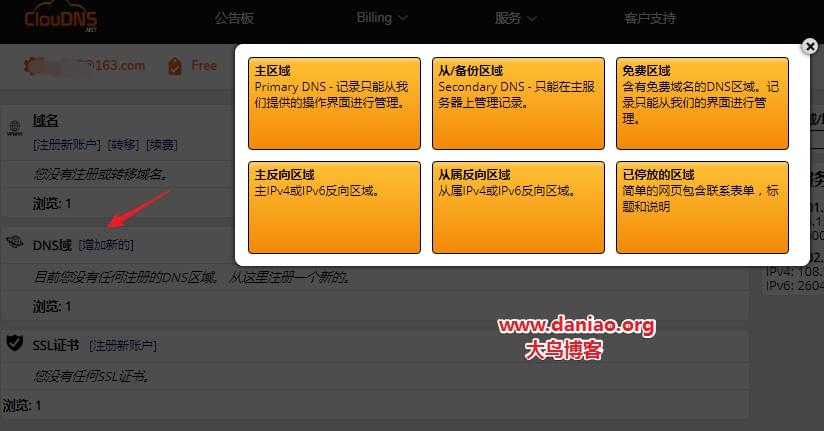 ClouDNS
.NET
公告板 Billing 服务 客户支持
@163.com Free
主区域
Primary DNS - 记录只能从我
们提供的操作界面进行管理。
从/备份区域
Secondary DNS - 只能在主服
务器上管理记录。
免费区域
含有免费域名的DNS区域。记
录只能从我们的界面进行管
理。
主反向区域
主IPv4或IPv6反向区域。
从属反向区域
从属IPv4或IPv6反向区域。
已停放的区域
简单的网页包含联系表单，标
题和说明
www
域名
[注册新账户] [转移] [续费]
您没有注册或转移域名。
浏览: 1
DNS域 [增加新的]
目前您没有任何注册的DNS区域。 从这里注册一个新的。
浏览: 1
SSL证书 [注册新账户]
您没有任何SSL证书。
浏览: 1
IPv4: 108.
IPv6: 2604
www.daniao.org
大鸟博客